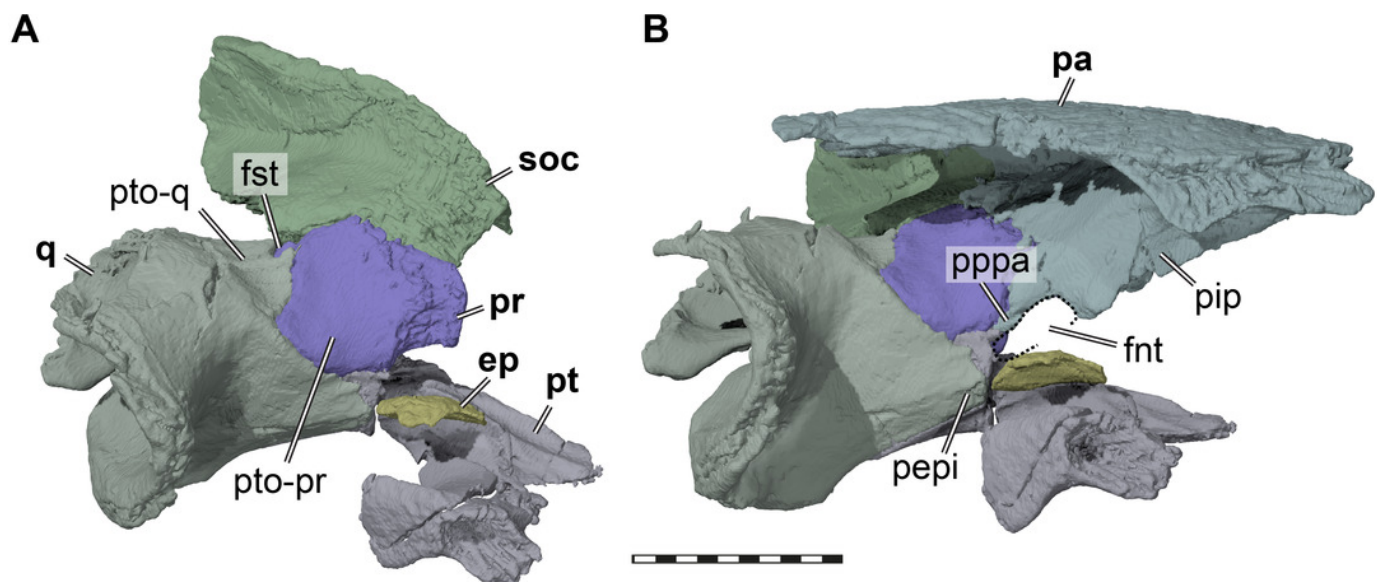 A
B
pa
soc
fst
pto-q
q
pppa
pip
pr
fnt
ep
pt
pepi
pto-pr